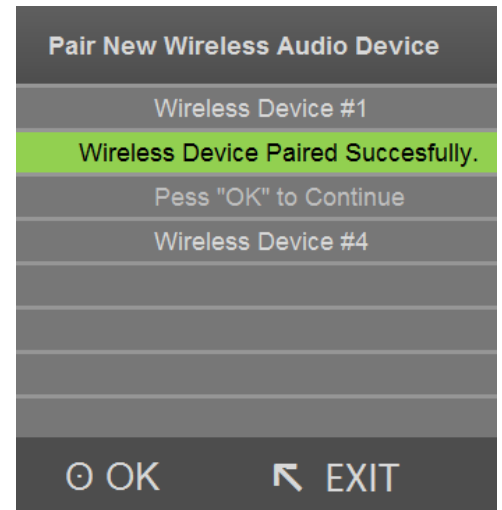 Pair New Wireless Audio Device
Wireless Device #1
Wireless Device Paired Succesfully.
Pess "OK" to Continue
Wireless Device #4
⊙ OK ↖ EXIT